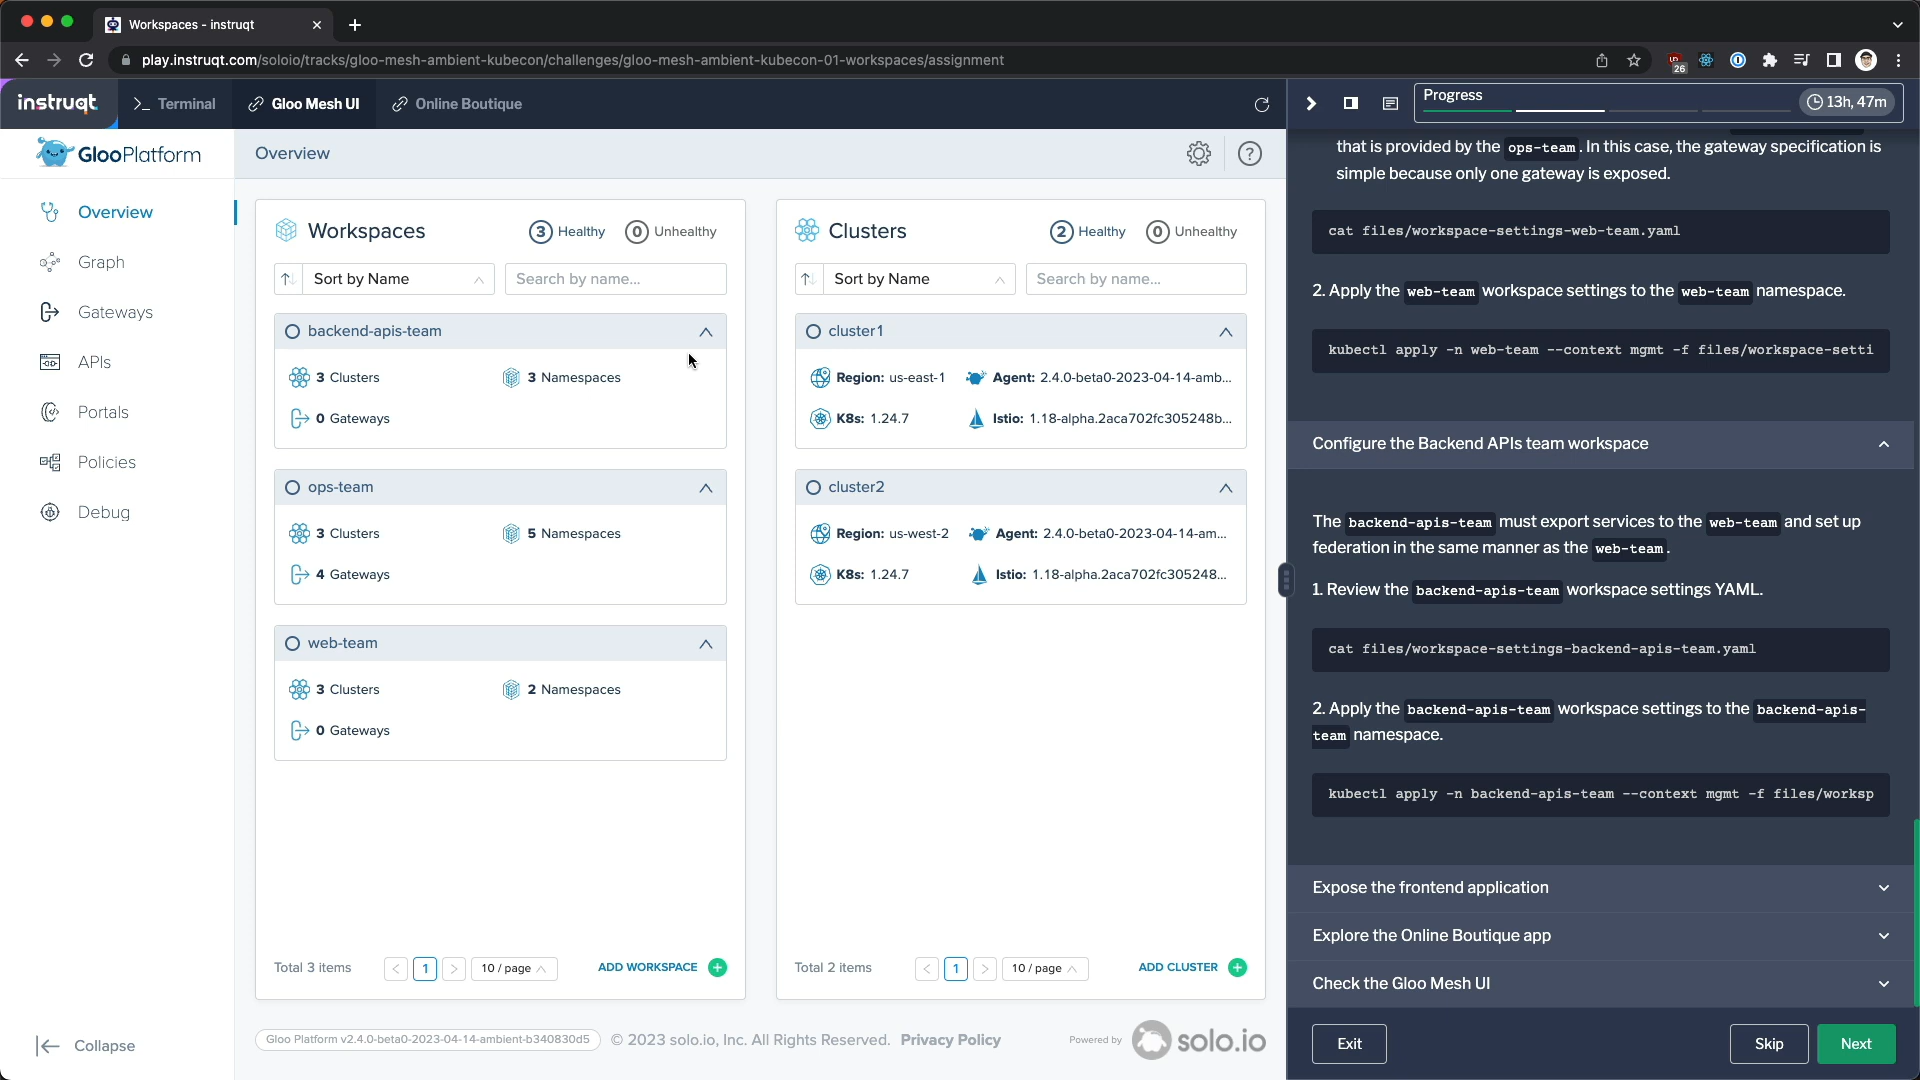 Workspaces - instruqt
play.instruqt.com/soloio/tracks/gloo-mesh-ambient-kubecon/challenges/gloo-mesh-ambient-kubecon-01-workspaces/assignment
26
instruqt
Terminal
Gloo Mesh UI
Online Boutique
Progress
13h, 47m
GlooPlatform
Overview
Graph
Gateways
APIs
Portals
Policies
Debug
Collapse
Overview
Workspaces
3 Healthy
0 Unhealthy
Sort by Name
Search by name...
backend-apis-team
3 Clusters
3 Namespaces
0 Gateways
ops-team
3 Clusters
5 Namespaces
4 Gateways
web-team
3 Clusters
2 Namespaces
0 Gateways
Total 3 items
1
10 / page
ADD WORKSPACE
Clusters
2 Healthy
0 Unhealthy
Sort by Name
Search by name...
cluster1
Region: us-east-1
Agent: 2.4.0-beta0-2023-04-14-amb...
K8s: 1.24.7
Istio: 1.18-alpha.2aca702fc305248b...
cluster2
Region: us-west-2
Agent: 2.4.0-beta0-2023-04-14-am...
K8s: 1.24.7
Istio: 1.18-alpha.2aca702fc305248...
Total 2 items
1
10 / page
ADD CLUSTER
Gloo Platform v2.4.0-beta0-2023-04-14-ambient-b340830d5
© 2023 solo.io, Inc. All Rights Reserved. Privacy Policy
Powered by
solo.io
that is provided by the ops-team. In this case, the gateway specification is
simple because only one gateway is exposed.
cat files/workspace-settings-web-team.yaml
2. Apply the web-team workspace settings to the web-team namespace.
kubectl apply -n web-team --context mgmt -f files/workspace-setti
Configure the Backend APIs team workspace
The backend-apis-team must export services to the web-team and set up
federation in the same manner as the web-team.
1. Review the backend-apis-team workspace settings YAML.
cat files/workspace-settings-backend-apis-team.yaml
2. Apply the backend-apis-team workspace settings to the backend-apis-
team namespace.
kubectl apply -n backend-apis-team --context mgmt -f files/worksp
Expose the frontend application
Explore the Online Boutique app
Check the Gloo Mesh UI
Exit
Skip
Next